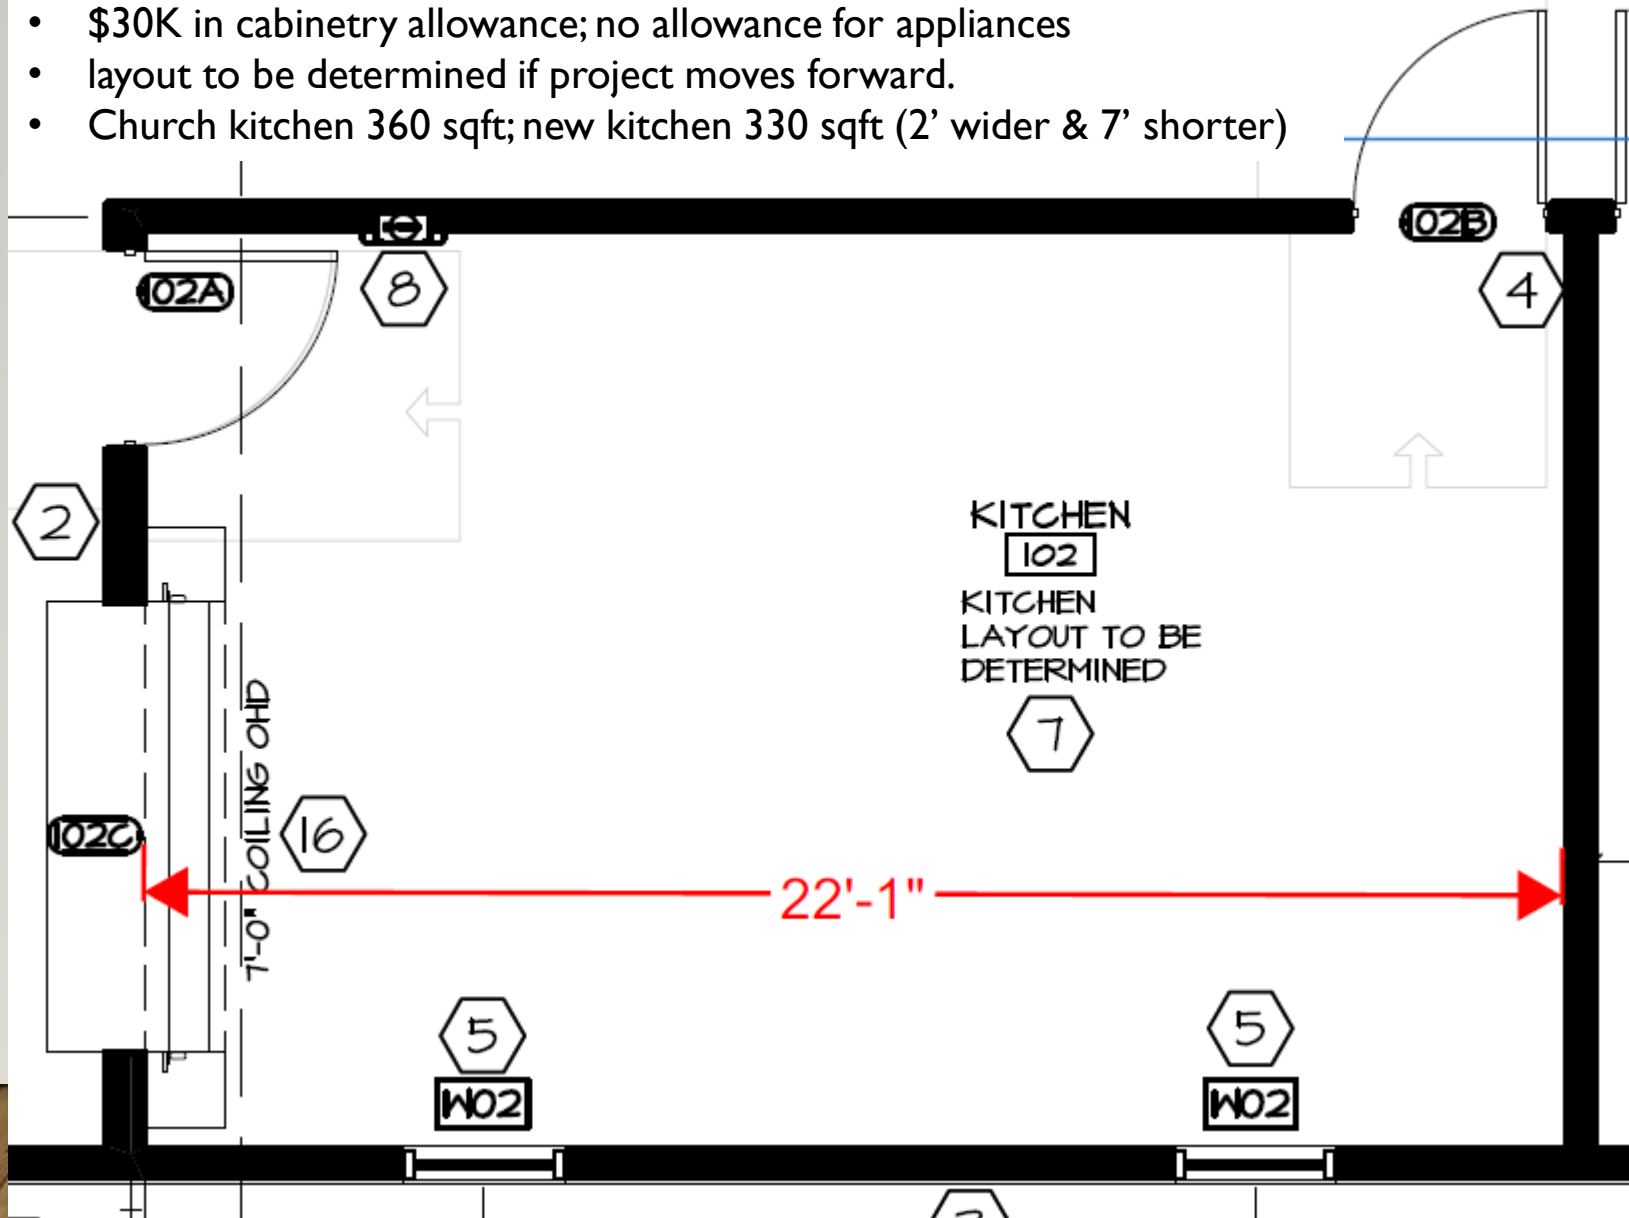 • $30K in cabinetry allowance; no allowance for appliances
• layout to be determined if project moves forward.
• Church kitchen 360 sqft; new kitchen 330 sqft (2’ wider & 7’ shorter)
102B
8
4
102A
2
KITCHEN
102
KITCHEN
LAYOUT TO BE
DETERMINED
7
7'-0" COILING OHD
16
102C
22'-1"
5
5
W02
W02